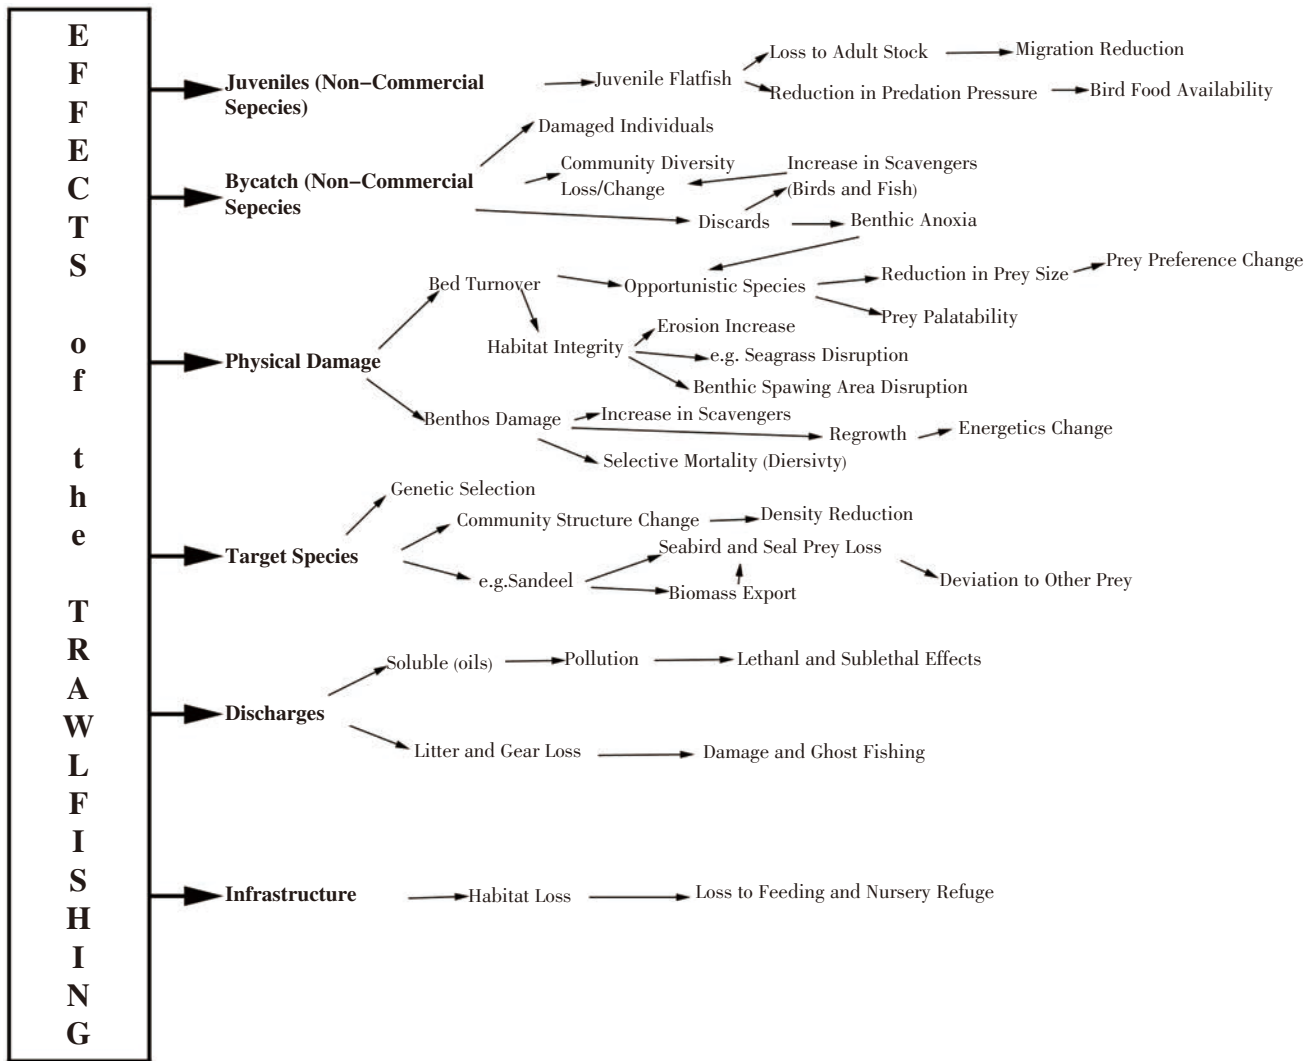 EFFECTS of the TRAWLFISHING
Juveniles (Non-Commercial
Sepecies)
Juvenile Flatfish
Loss to Adult Stock
Migration Reduction
Reduction in Predation Pressure
Bird Food Availability
Bycatch (Non-Commercial
Sepecies
Damaged Individuals
Community Diversity
Loss/Change
Increase in Scavengers
(Birds and Fish)
Discards
Benthic Anoxia
Physical Damage
Bed Turnover
Opportunistic Species
Reduction in Prey Size
Prey Preference Change
Prey Palatability
Habitat Integrity
Erosion Increase
e.g. Seagrass Disruption
Benthic Spawing Area Disruption
Benthos Damage
Increase in Scavengers
Regrowth
Energetics Change
Selective Mortality (Diersivty)
Target Species
Genetic Selection
Community Structure Change
Density Reduction
e.g.Sandeel
Seabird and Seal Prey Loss
Biomass Export
Deviation to Other Prey
Discharges
Soluble (oils)
Pollution
Lethanl and Sublethal Effects
Litter and Gear Loss
Damage and Ghost Fishing
Infrastructure
Habitat Loss
Loss to Feeding and Nursery Refuge